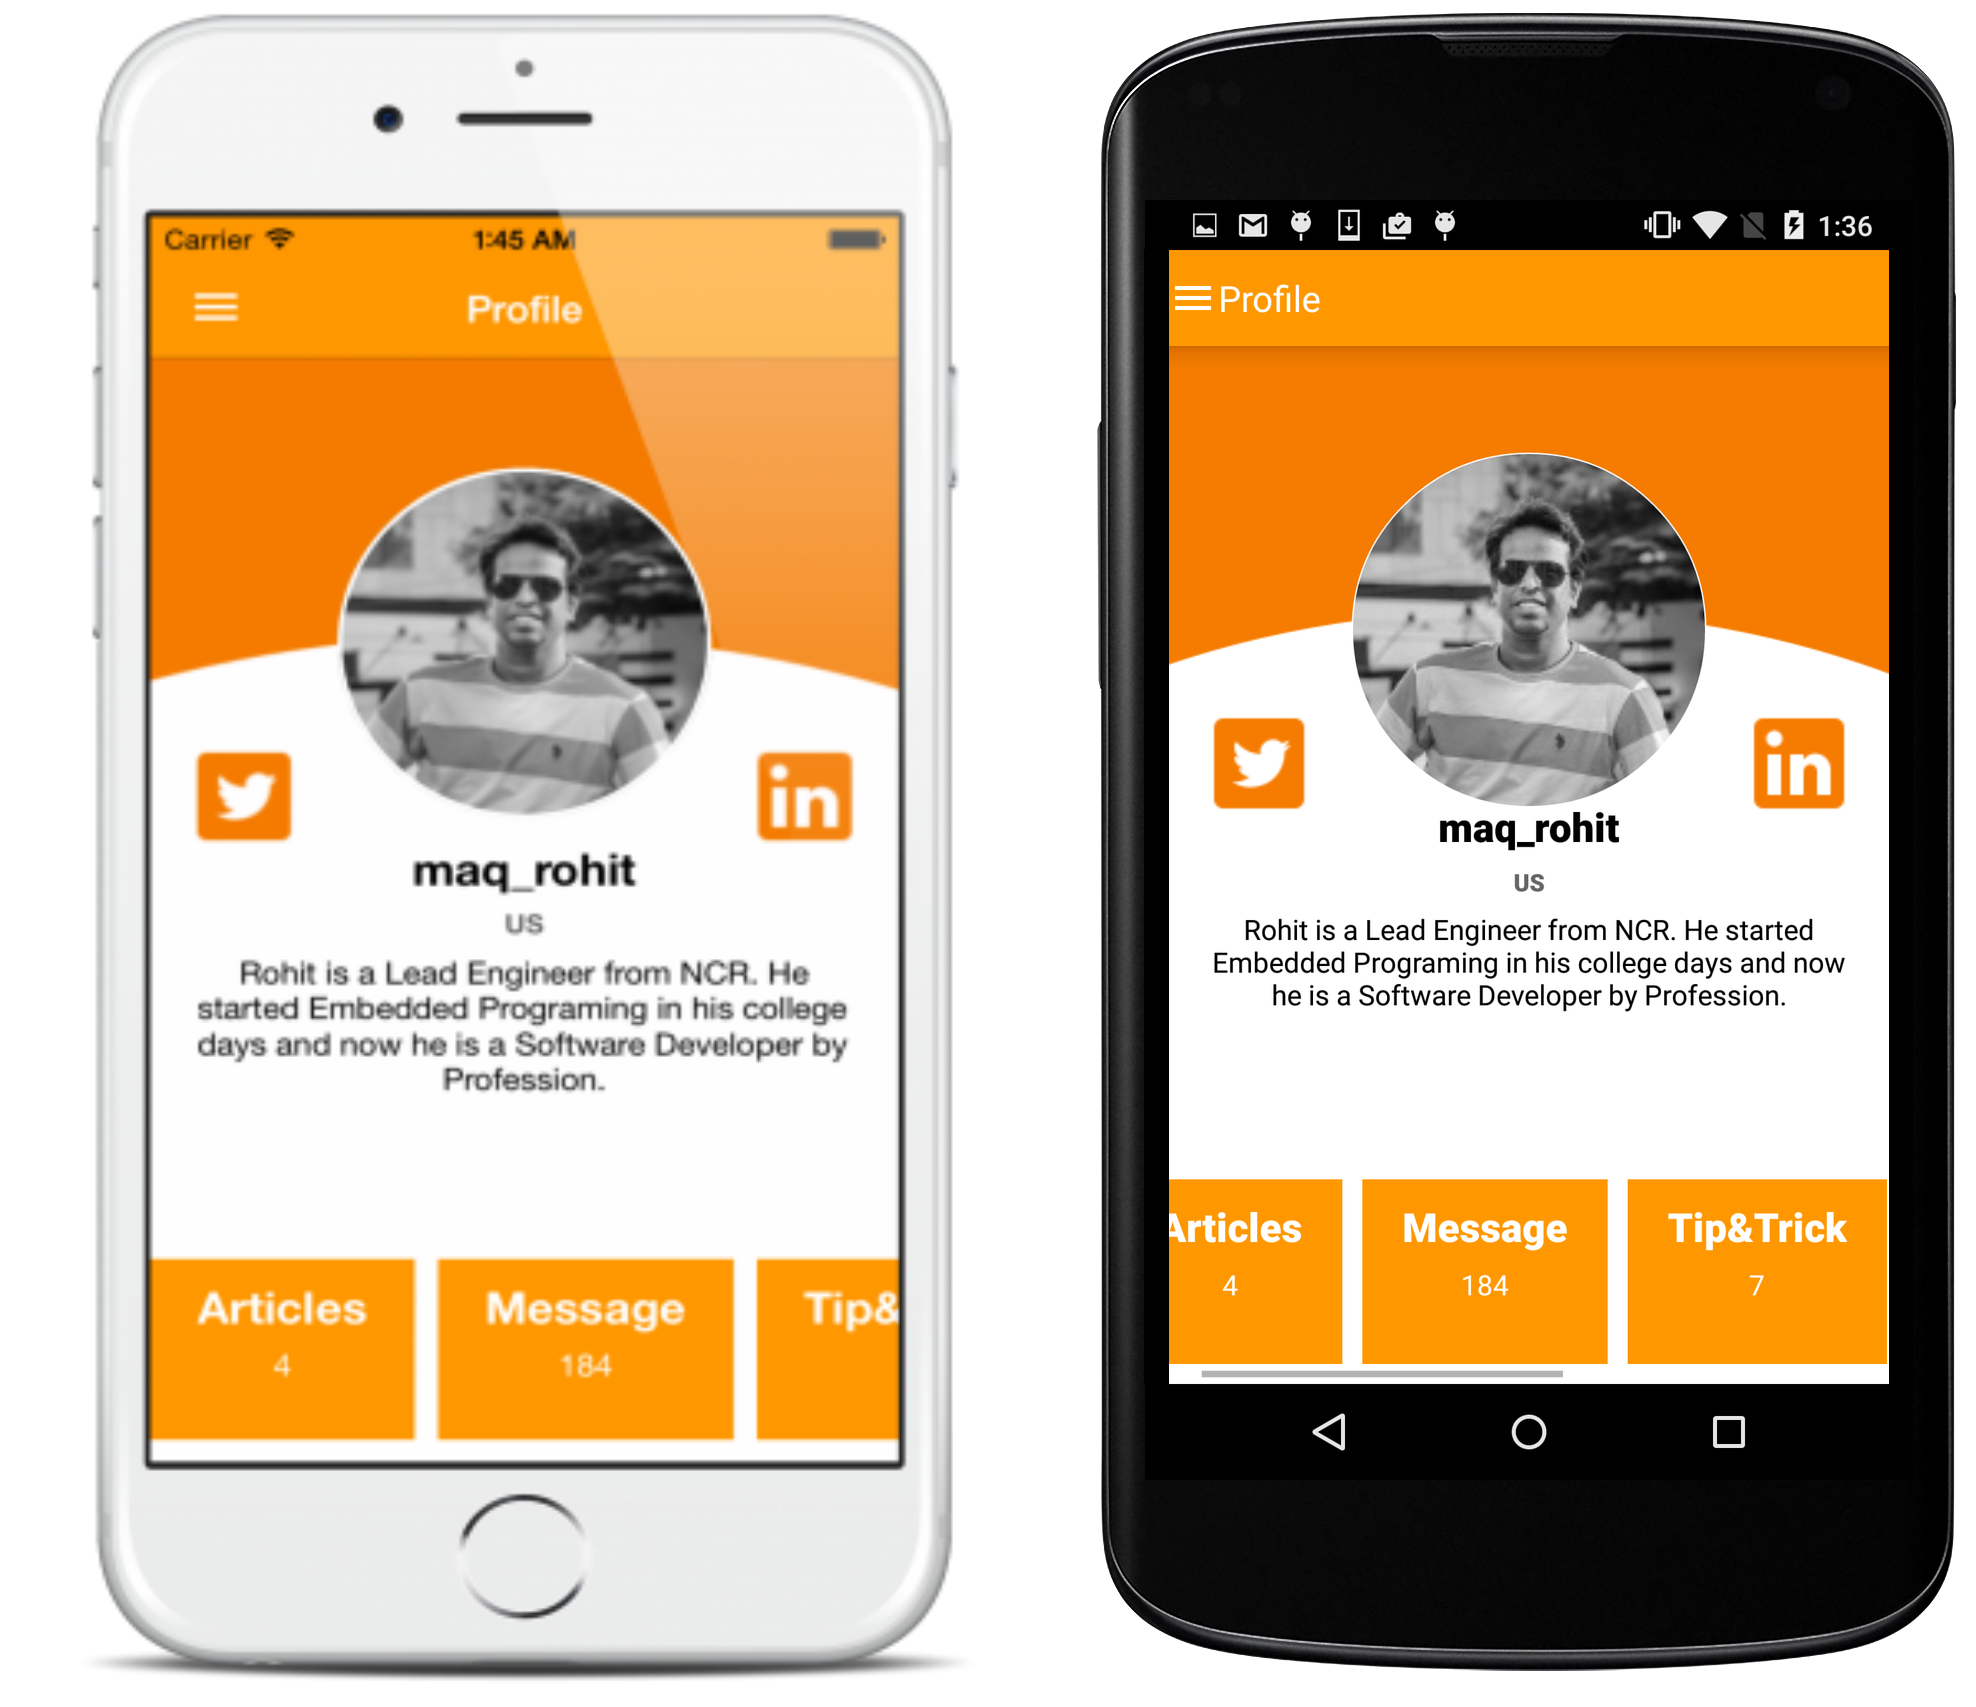 Carrier 1:45 AM
Profile
in
maq_rohit
US
Rohit is a Lead Engineer from NCR. He
started Embedded Programing in his college
days and now he is a Software Developer by
Profession.
Articles Message Tip&
4 184
1:36
Profile
in
maq_rohit
US
Rohit is a Lead Engineer from NCR. He started
Embedded Programing in his college days and now
he is a Software Developer by Profession.
Articles Message Tip&Trick
4 184 7